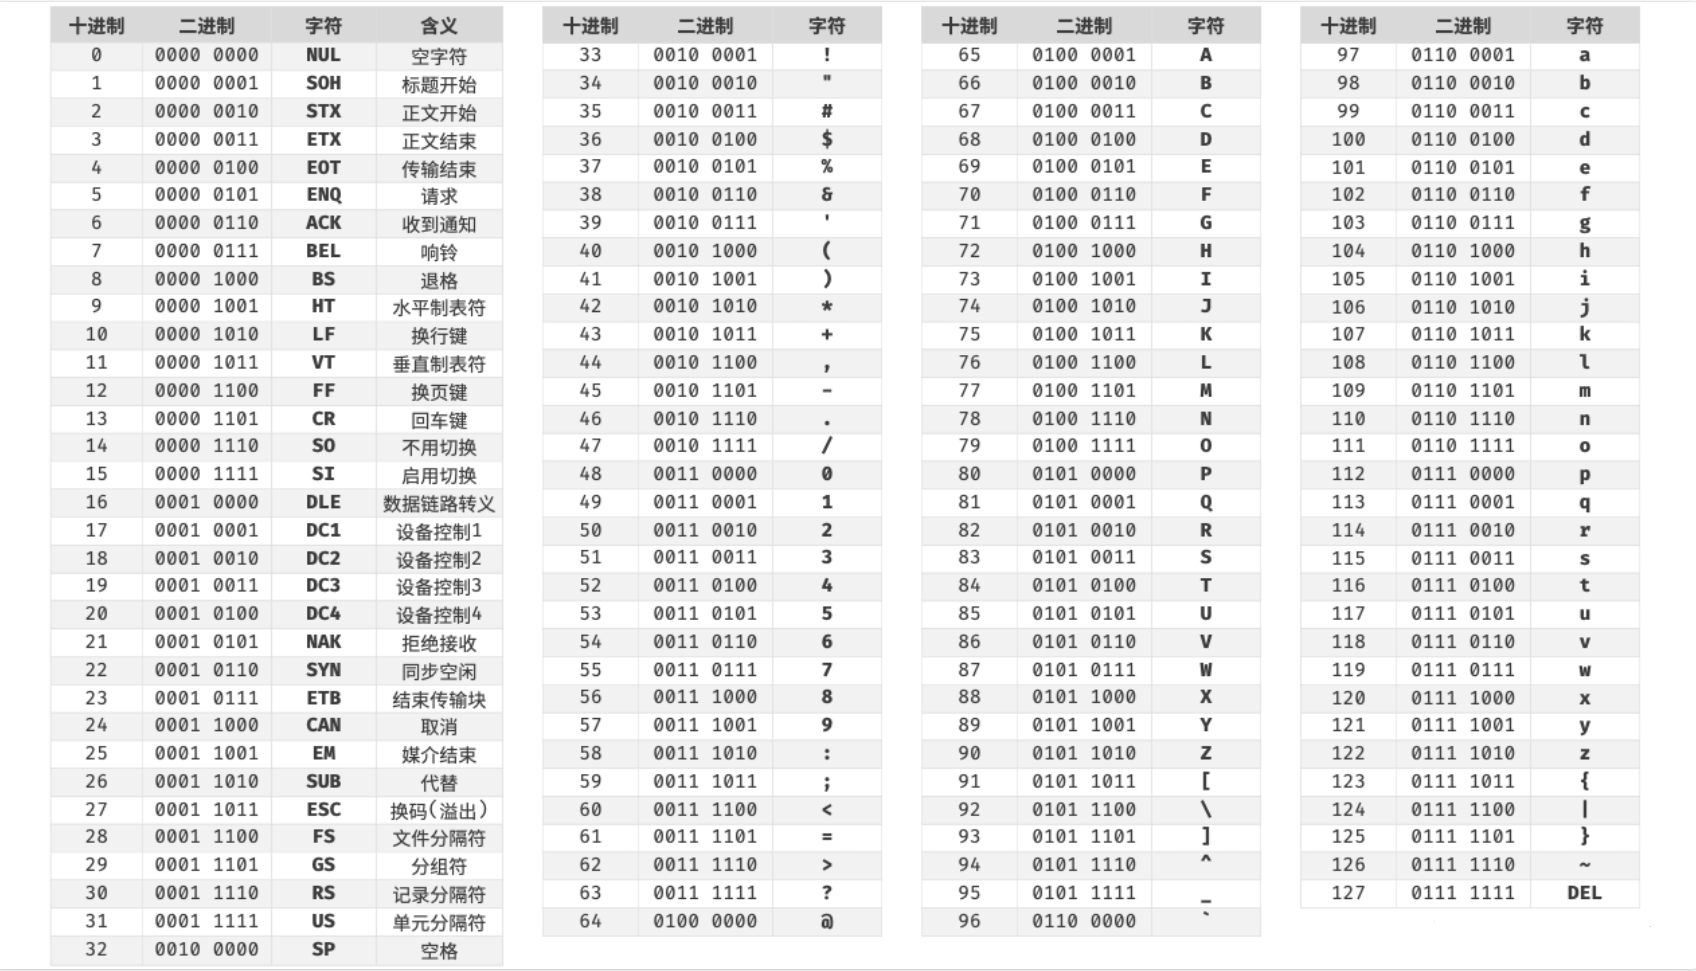 十进制 二进制 字符 含义 十进制 二进制 字符 十进制 二进制 字符 十进制 二进制 字符
0 0000 0000 NUL 空字符 33 0010 0001 ! 65 0100 0001 A 97 0110 0001 a
1 0000 0001 SOH 标题开始 34 0010 0010 " 66 0100 0010 B 98 0110 0010 b
2 0000 0010 STX 正文开始 35 0010 0011 # 67 0100 0011 C 99 0110 0011 c
3 0000 0011 ETX 正文结束 36 0010 0100 $ 68 0100 0100 D 100 0110 0100 d
4 0000 0100 EOT 传输结束 37 0010 0101 % 69 0100 0101 E 101 0110 0101 e
5 0000 0101 ENQ 请求 38 0010 0110 & 70 0100 0110 F 102 0110 0110 f
6 0000 0110 ACK 收到通知 39 0010 0111 ' 71 0100 0111 G 103 0110 0111 g
7 0000 0111 BEL 响铃 40 0010 1000 ( 72 0100 1000 H 104 0110 1000 h
8 0000 1000 BS 退格 41 0010 1001 ) 73 0100 1001 I 105 0110 1001 i
9 0000 1001 HT 水平制表符 42 0010 1010 * 74 0100 1010 J 106 0110 1010 j
10 0000 1010 LF 换行键 43 0010 1011 + 75 0100 1011 K 107 0110 1011 k
11 0000 1011 VT 垂直制表符 44 0010 1100 , 76 0100 1100 L 108 0110 1100 l
12 0000 1100 FF 换页键 45 0010 1101 - 77 0100 1101 M 109 0110 1101 m
13 0000 1101 CR 回车键 46 0010 1110 . 78 0100 1110 N 110 0110 1110 n
14 0000 1110 SO 不用切换 47 0010 1111 / 79 0100 1111 O 111 0110 1111 o
15 0000 1111 SI 启用切换 48 0011 0000 0 80 0101 0000 P 112 0111 0000 p
16 0001 0000 DLE 数据链路转义 49 0011 0001 1 81 0101 0001 Q 113 0111 0001 q
17 0001 0001 DC1 设备控制1 50 0011 0010 2 82 0101 0010 R 114 0111 0010 r
18 0001 0010 DC2 设备控制2 51 0011 0011 3 83 0101 0011 S 115 0111 0011 s
19 0001 0011 DC3 设备控制3 52 0011 0100 4 84 0101 0100 T 116 0111 0100 t
20 0001 0100 DC4 设备控制4 53 0011 0101 5 85 0101 0101 U 117 0111 0101 u
21 0001 0101 NAK 拒绝接收 54 0011 0110 6 86 0101 0110 V 118 0111 0110 v
22 0001 0110 SYN 同步空闲 55 0011 0111 7 87 0101 0111 W 119 0111 0111 w
23 0001 0111 ETB 结束传输块 56 0011 1000 8 88 0101 1000 X 120 0111 1000 x
24 0001 1000 CAN 取消 57 0011 1001 9 89 0101 1001 Y 121 0111 1001 y
25 0001 1001 EM 媒介结束 58 0011 1010 : 90 0101 1010 Z 122 0111 1010 z
26 0001 1010 SUB 代替 59 0011 1011 ; 91 0101 1011 [ 123 0111 1011 {
27 0001 1011 ESC 换码(溢出) 60 0011 1100 < 92 0101 1100 \ 124 0111 1100 |
28 0001 1100 FS 文件分隔符 61 0011 1101 = 93 0101 1101 ] 125 0111 1101 }
29 0001 1101 GS 分组符 62 0011 1110 > 94 0101 1110 ^ 126 0111 1110 ~
30 0001 1110 RS 记录分隔符 63 0011 1111 ? 95 0101 1111 _ 127 0111 1111 DEL
31 0001 1111 US 单元分隔符 64 0100 0000 @ 96 0110 0000 `
32 0010 0000 SP 空格